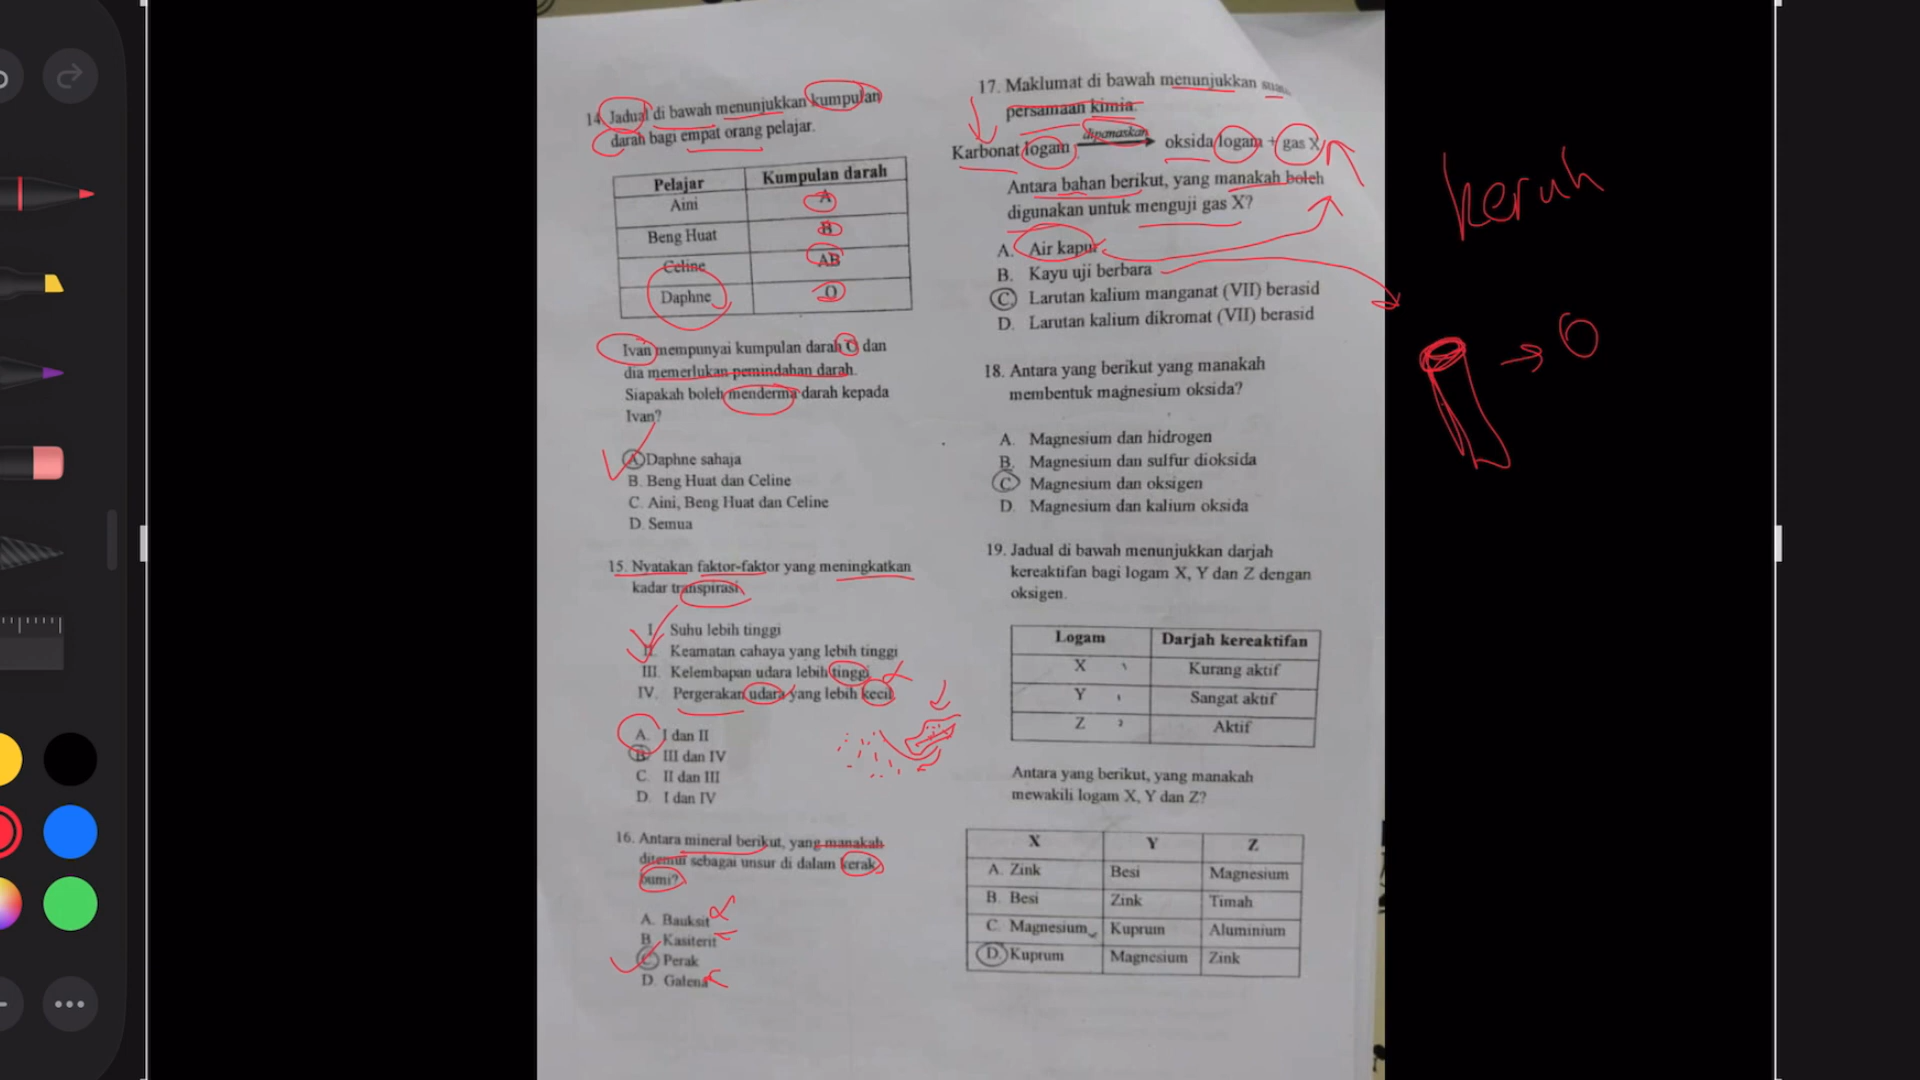 14. Jadual di bawah menunjukkan kumpulan
darah bagi empat orang pelajar.
Pelajar Kumpulan darah
Aini A
Beng Huat B
Celine AB
Daphne O
Ivan mempunyai kumpulan darah O dan
dia memerlukan pemindahan darah.
Siapakah boleh menderma darah kepada
Ivan?
A Daphne sahaja
B. Beng Huat dan Celine
C. Aini, Beng Huat dan Celine
D. Semua
15. Nyatakan faktor-faktor yang meningkatkan
kadar transpirasi
I. Suhu lebih tinggi
II. Keamatan cahaya yang lebih tinggi
III. Kelembapan udara lebih tinggi
IV. Pergerakan udara yang lebih kecil
A. I dan II
B. III dan IV
C. II dan III
D. I dan IV
16. Antara mineral berikut, yang manakah
ditemui sebagai unsur di dalam kerak
bumi?
A. Bauksit
B. Kasiterit
C. Perak
D. Galena
17. Maklumat di bawah menunjukkan
persamaan kimia.
dipanaskan
Karbonat logam oksida logam + gas X
Antara bahan berikut, yang manakah boleh
digunakan untuk menguji gas X?
A. Air kapur
B. Kayu uji berbara
C. Larutan kalium manganat (VII) berasid
D. Larutan kalium dikromat (VII) berasid
18. Antara yang berikut yang manakah
membentuk magnesium oksida?
A. Magnesium dan hidrogen
B. Magnesium dan sulfur dioksida
C. Magnesium dan oksigen
D. Magnesium dan kalium oksida
19. Jadual di bawah menunjukkan darjah
kereaktifan bagi logam X, Y dan Z dengan
oksigen.
Logam Darjah kereaktifan
X Kurang aktif
Y Sangat aktif
Z Aktif
Antara yang berikut, yang manakah
mewakili logam X, Y dan Z?
X Y Z
A. Zink Besi Magnesium
B. Besi Zink Timah
C. Magnesium Kuprum Aluminium
D. Kuprum Magnesium Zink
keruh
O